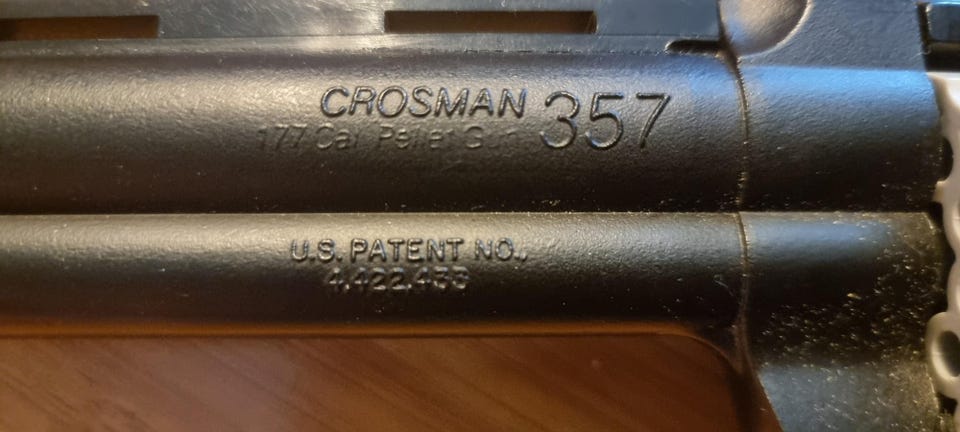 CROSMAN 357
.177 Cal Pellet Gun
U.S. PATENT NO.,
4,422,433